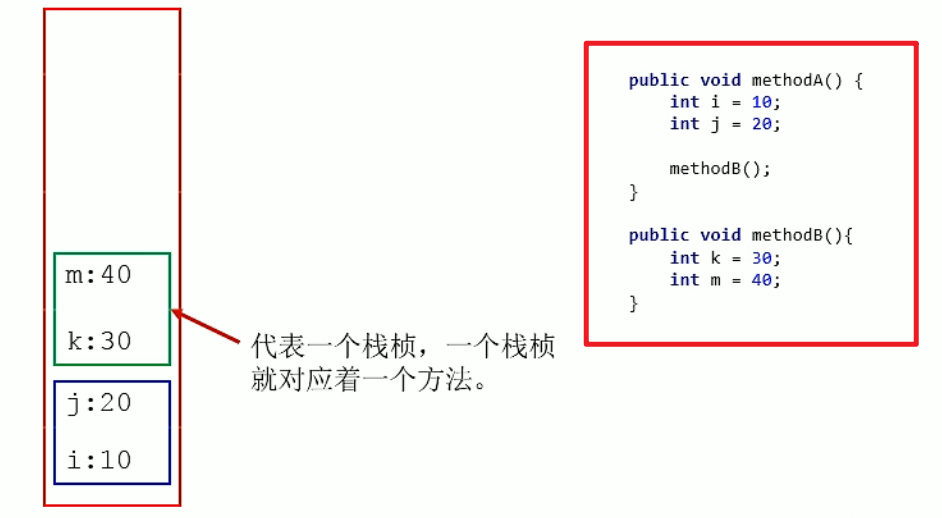 m:40
k:30
j:20
i:10
代表一个栈桢，一个栈桢
就对应着一个方法。
public void methodA() {
int i = 10;
int j = 20;
methodB();
}
public void methodB(){
int k = 30;
int m = 40;
}